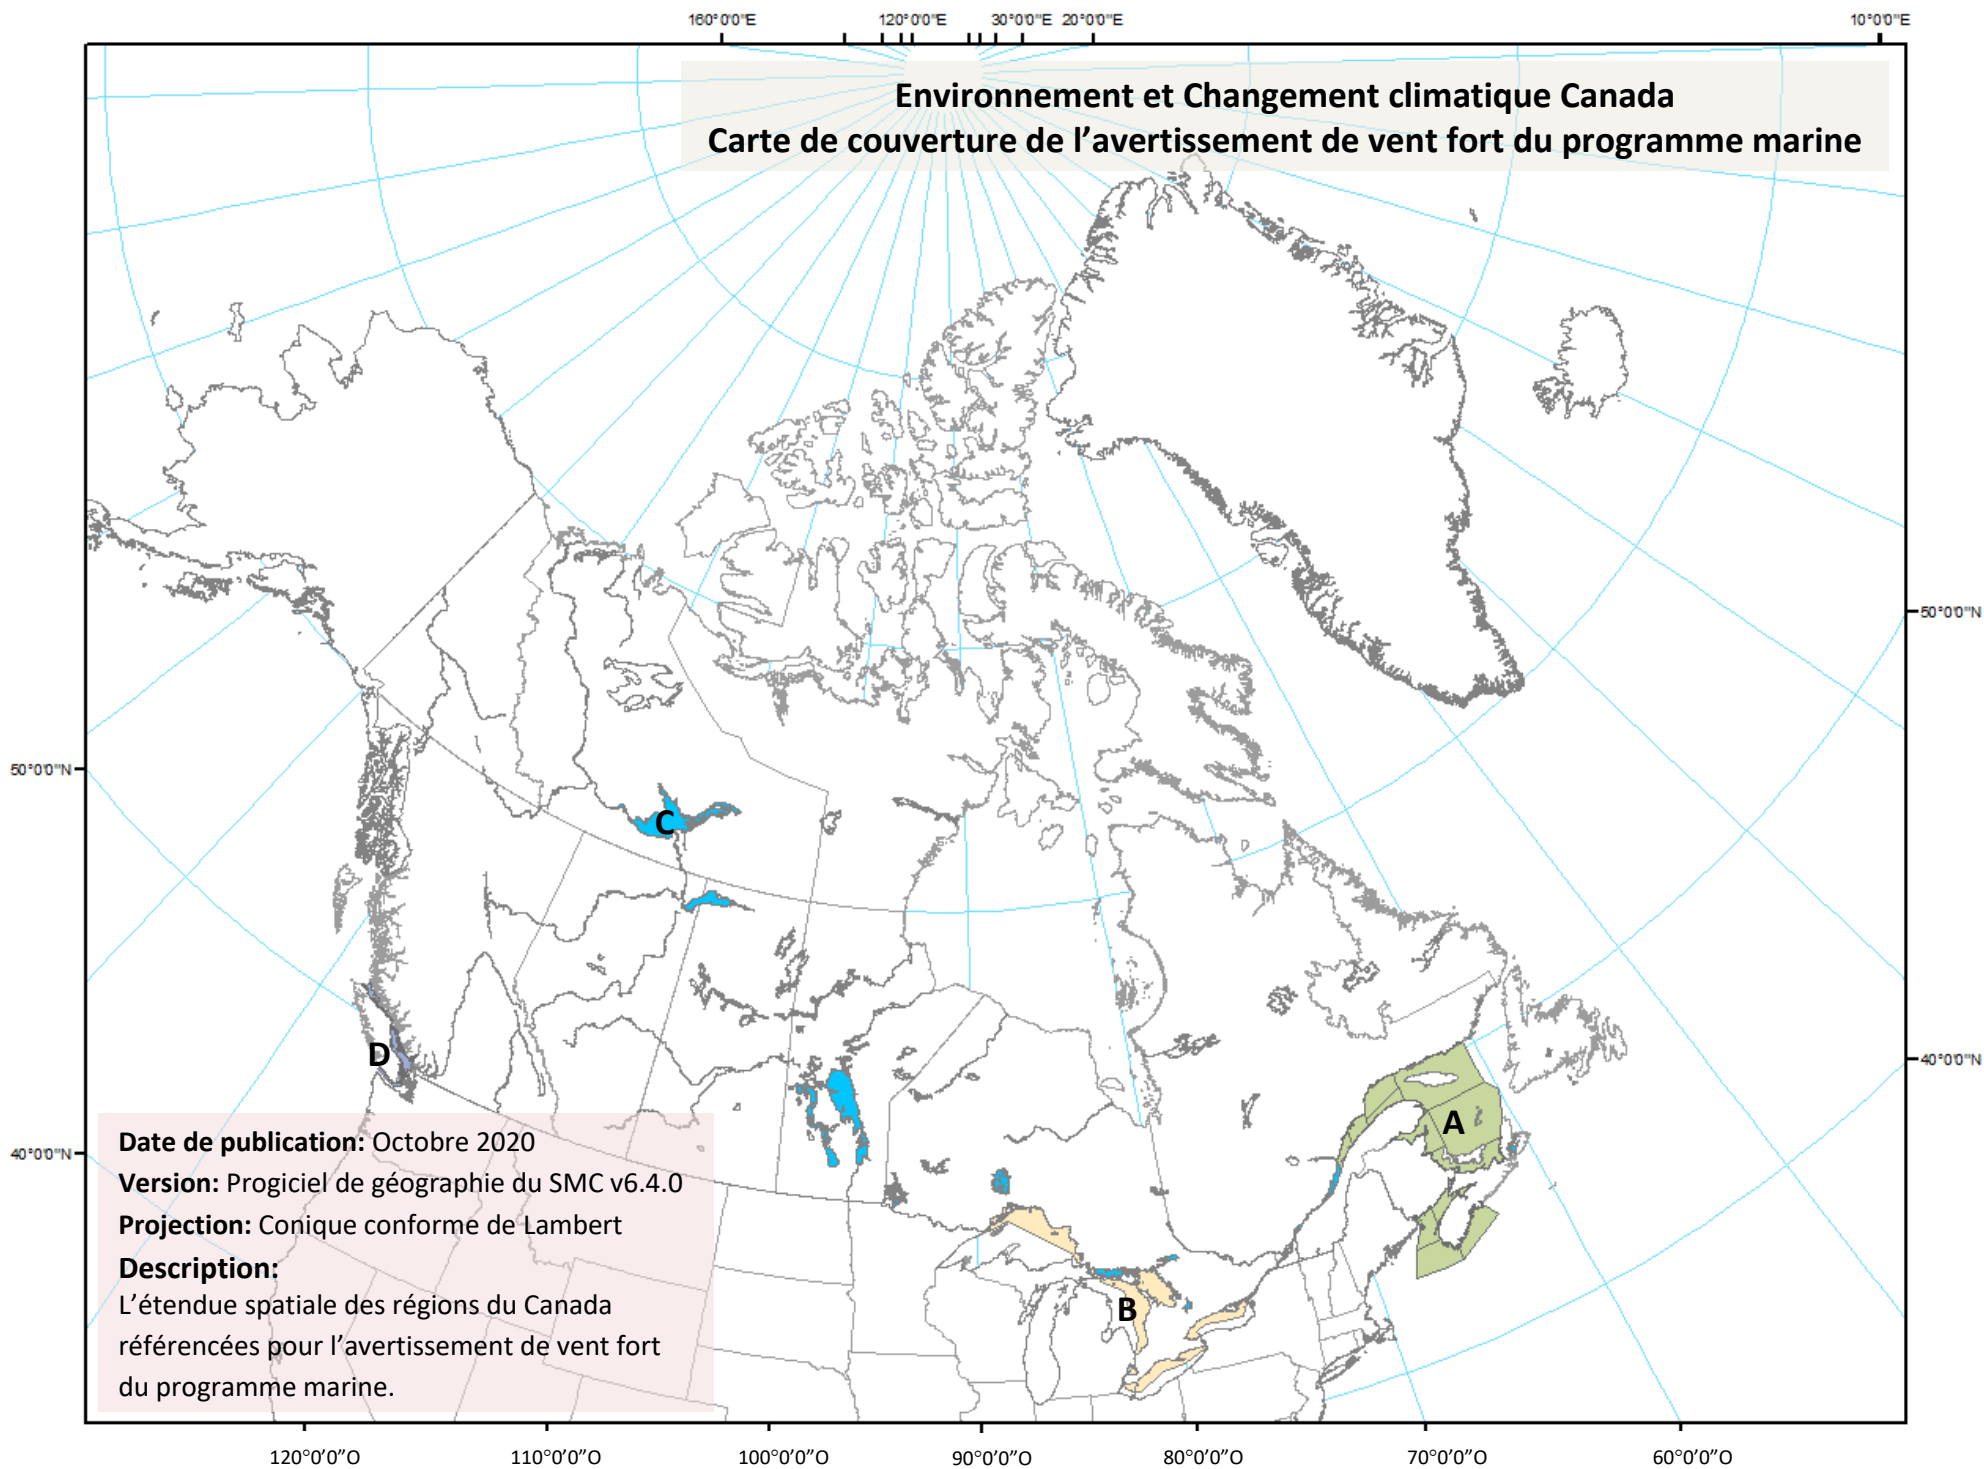 160°0'0"E 120°0'0"E 30°0'0"E 20°0'0"E 10°0'0"E
Environnement et Changement climatique Canada
Carte de couverture de l’avertissement de vent fort du programme marine
50°0'0"N
50°0'0"N
C
D
40°0'0"N
A
40°0'0"N
B
Date de publication: Octobre 2020
Version: Progiciel de géographie du SMC v6.4.0
Projection: Conique conforme de Lambert
Description:
L’étendue spatiale des régions du Canada
référencées pour l’avertissement de vent fort
du programme marine.
120°0’0”O 110°0’0”O 100°0’0”O 90°0’0”O 80°0’0”O 70°0’0”O 60°0’0”O